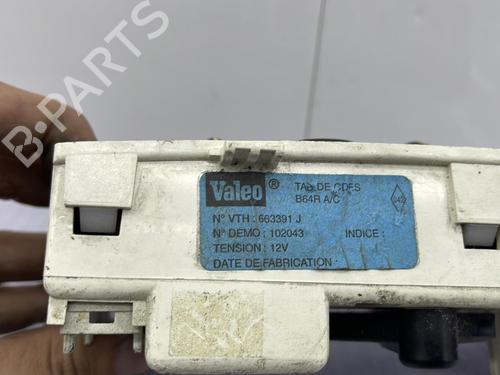 B-PARTS
Valeo®
TAB DE CDES
B64R A/C
N° VTH : 663391 J
N° DEMO : 102043 INDICE :
TENSION : 12V
DATE DE FABRICATION :